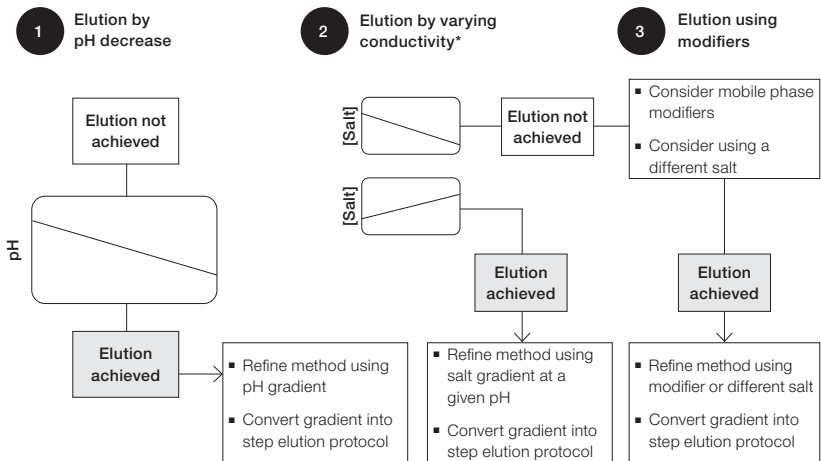 1
Elution by
pH decrease
2
Elution by varying
conductivity*
3
Elution using
modifiers
Elution not
achieved
pH
Elution
achieved
▪ Refine method using
pH gradient
▪ Convert gradient into
step elution protocol
[Salt]
Elution not
achieved
[Salt]
Elution
achieved
▪ Refine method using
salt gradient at a
given pH
▪ Convert gradient into
step elution protocol
▪ Consider mobile phase
modifiers
▪ Consider using a
different salt
Elution
achieved
▪ Refine method using
modifier or different salt
▪ Convert gradient into
step elution protocol